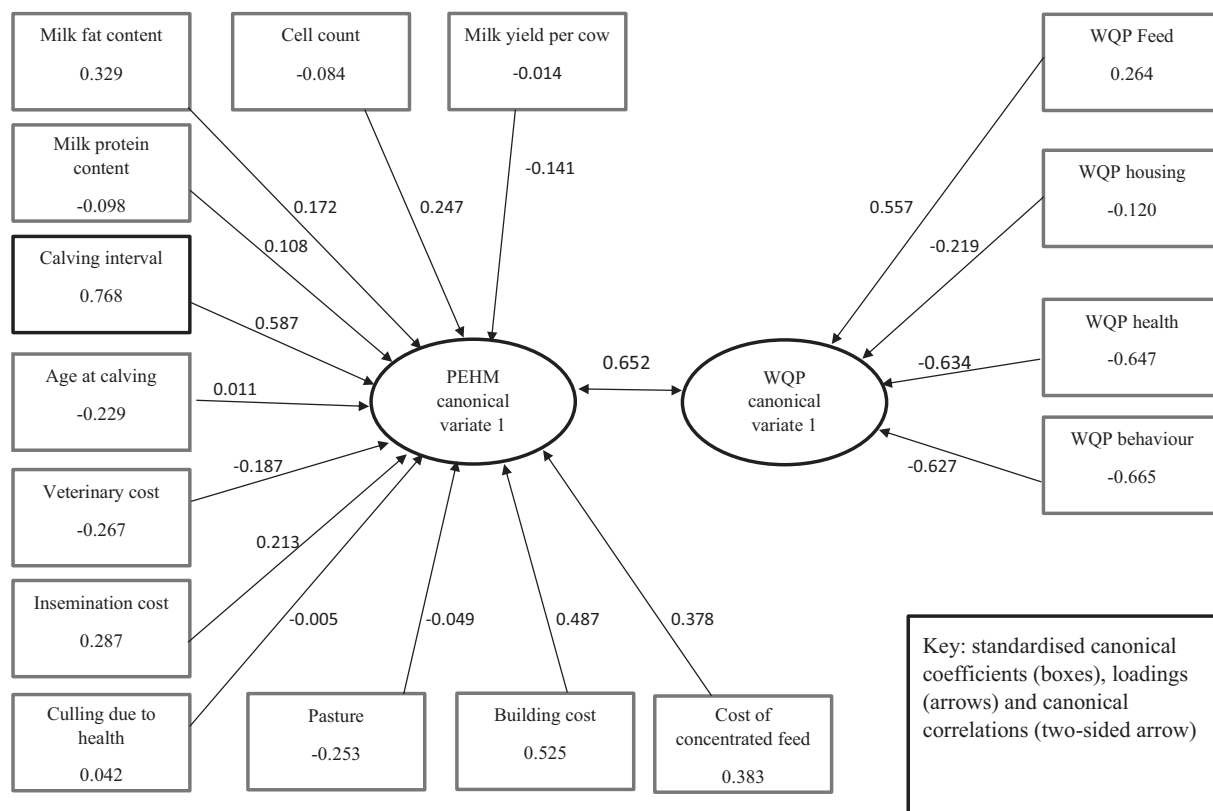 Milk fat content
0.329
Cell count
-0.084
Milk yield per cow
-0.014
WQP Feed
0.264
Milk protein
content
-0.098
WQP housing
-0.120
Calving interval
0.768
WQP health
-0.647
Age at calving
-0.229
WQP behaviour
-0.665
Veterinary cost
-0.267
Insemination cost
0.287
Culling due to
health
0.042
Pasture
-0.253
Building cost
0.525
Cost of
concentrated feed
0.383
0.172
0.108
0.247
-0.141
0.587
0.011
-0.187
0.213
-0.005
-0.049
0.487
0.378
PEHM
canonical
variate 1
0.652
WQP
canonical
variate 1
0.557
-0.219
-0.634
-0.627
Key: standardised canonical
coefficients (boxes), loadings
(arrows) and canonical
correlations (two-sided arrow)